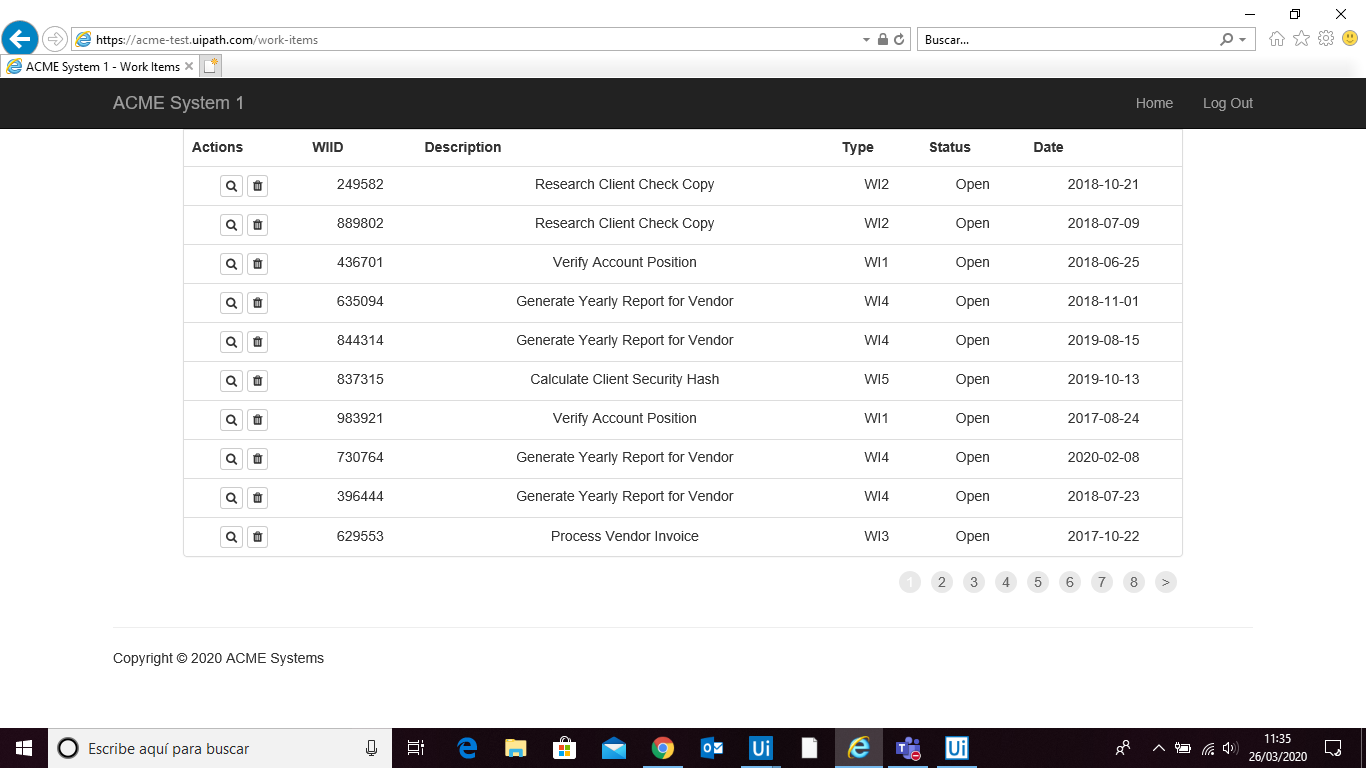 https://acme-test.uipath.com/work-items
Buscar...
ACME System 1 - Work Items
ACME System 1 Home Log Out
Actions WIID Description Type Status Date
249582 Research Client Check Copy WI2 Open 2018-10-21
889802 Research Client Check Copy WI2 Open 2018-07-09
436701 Verify Account Position WI1 Open 2018-06-25
635094 Generate Yearly Report for Vendor WI4 Open 2018-11-01
844314 Generate Yearly Report for Vendor WI4 Open 2019-08-15
837315 Calculate Client Security Hash WI5 Open 2019-10-13
983921 Verify Account Position WI1 Open 2017-08-24
730764 Generate Yearly Report for Vendor WI4 Open 2020-02-08
396444 Generate Yearly Report for Vendor WI4 Open 2018-07-23
629553 Process Vendor Invoice WI3 Open 2017-10-22
1 2 3 4 5 6 7 8 >
Copyright © 2020 ACME Systems
Escribe aquí para buscar
Ui
Ui
11:35
26/03/2020